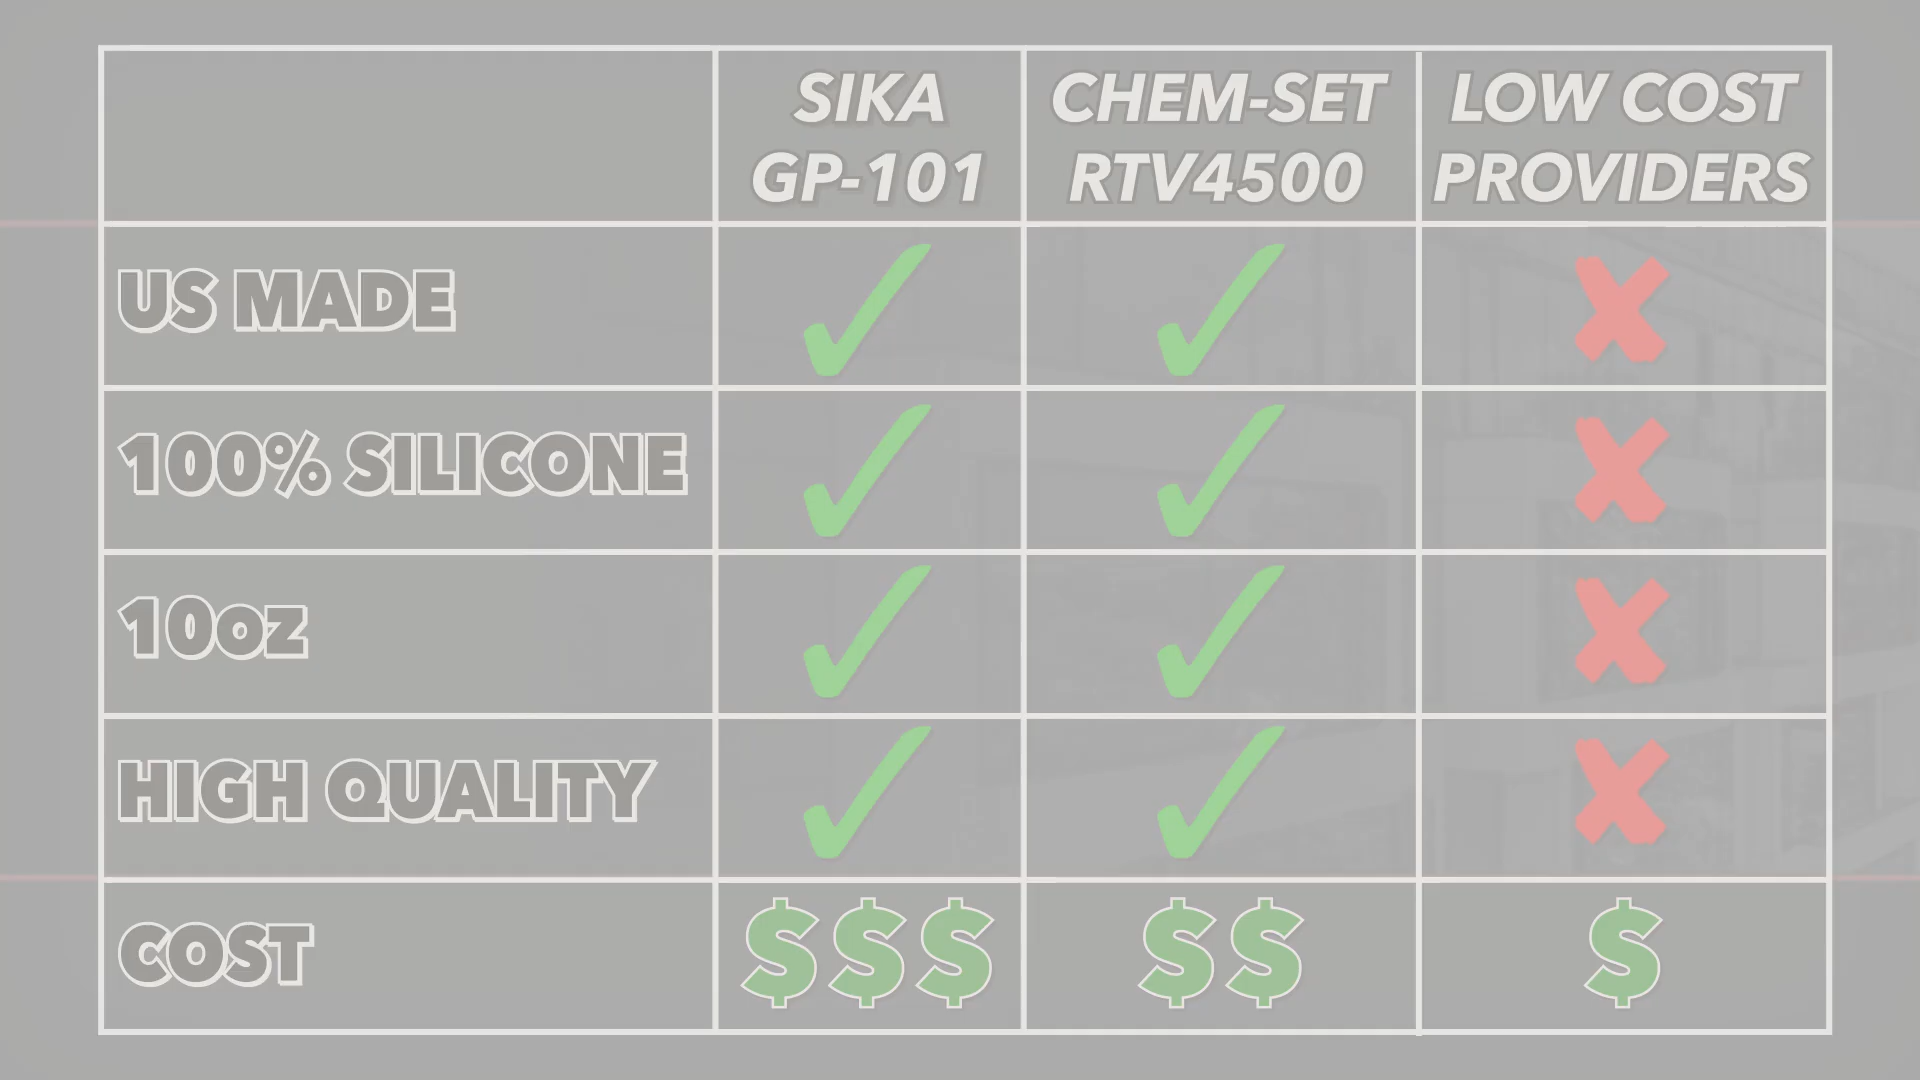 SIKA
GP-101
CHEM-SET
RTV4500
LOW COST
PROVIDERS
US MADE ✓ ✓ ✘
100% SILICONE ✓ ✓ ✘
10oz ✓ ✓ ✘
HIGH QUALITY ✓ ✓ ✘
COST $$$ $$ $